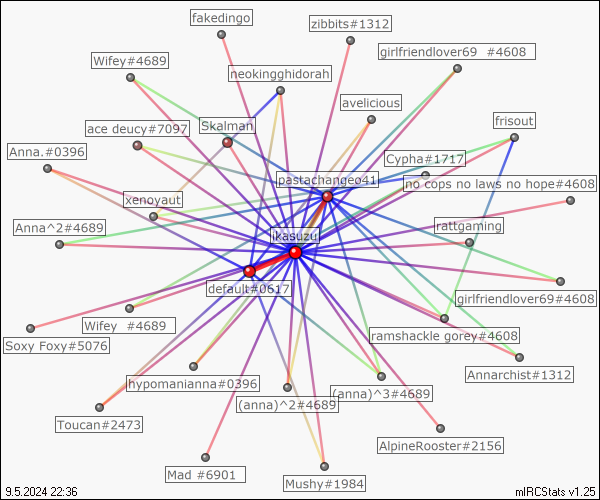 fakedingo
zibbits#1312
girlfriendlover69 #4608
Wifey#4689
neokingghidorah
avelicious
frisout
ace deucy#7097
Skalman
Anna.#0396
Cypha#1717
pastachangeo41
no cops no laws no hope#4608
xenoyaut
Anna^2#4689
rattgaming
jikasuzu
default#0617
girlfriendlover69#4608
Wifey #4689
ramshackle gorey#4608
Soxy Foxy#5076
Annarchist#1312
hypomanianna#0396
(anna)^3#4689
(anna)^2#4689
Toucan#2473
AlpineRooster#2156
Mad #6901
Mushy#1984
9.5.2024 22:36
mIRCStats v1.25